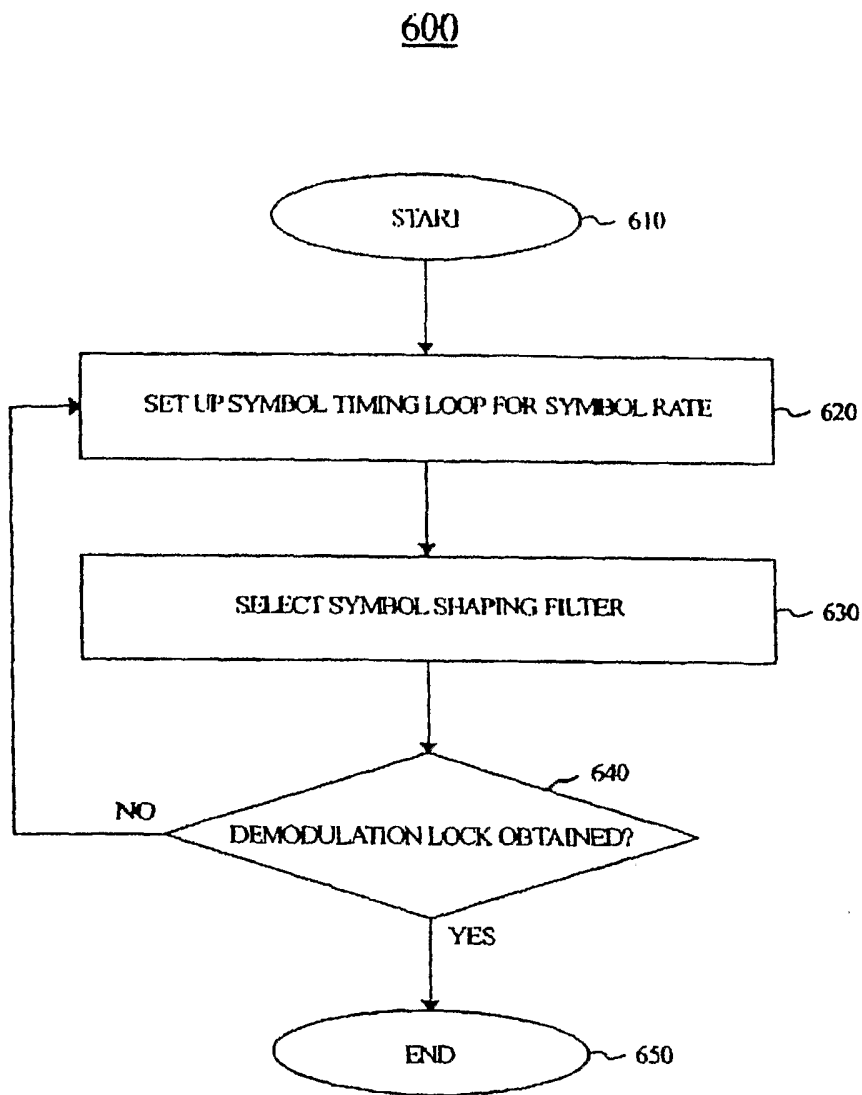 600
START
610
SET UP SYMBOL TIMING LOOP FOR SYMBOL RATE
620
SELECT SYMBOL SHAPING FILTER
630
640
NO
DEMODULATION LOCK OBTAINED?
YES
END
650